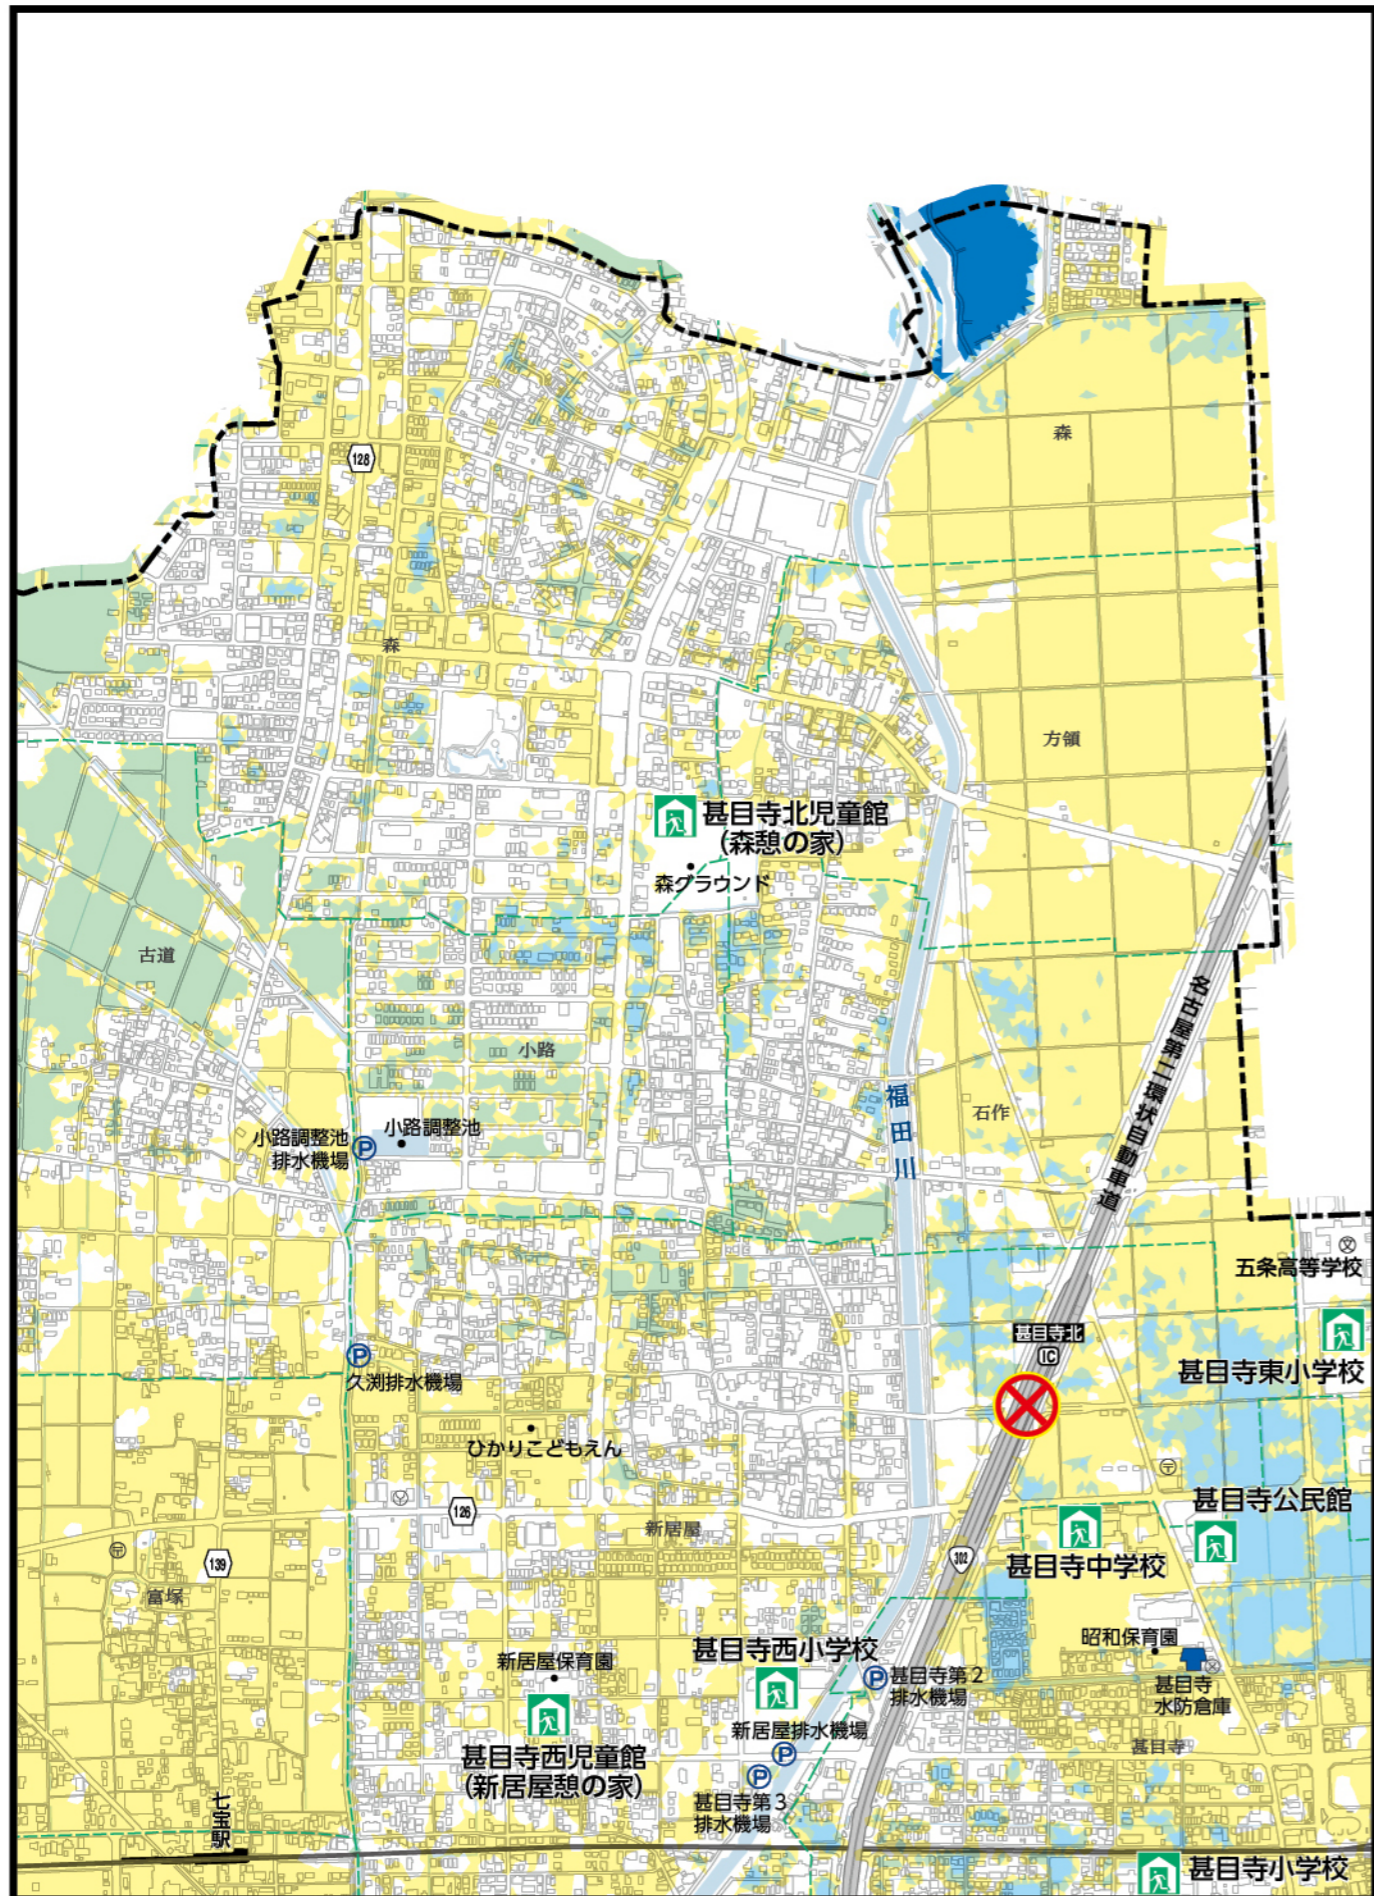 森
128
森
方領
甚目寺北児童館
(森憩の家)
森グラウンド
古道
名古屋第二環状自動車道
小路
福田川
石作
小路調整池
小路調整池
排水機場
五条高等学校
甚目寺北
IC
甚目寺東小学校
P
久渕排水機場
ひかりこどもえん
甚目寺公民館
126
新居屋
139
302
甚目寺中学校
富塚
昭和保育園
甚目寺西小学校
新居屋保育園
P
甚目寺第2
排水機場
甚目寺
水防倉庫
新居屋排水機場
P
甚目寺
甚目寺西児童館
(新居屋憩の家)
P
甚目寺第3
排水機場
七宝駅
甚目寺小学校
P